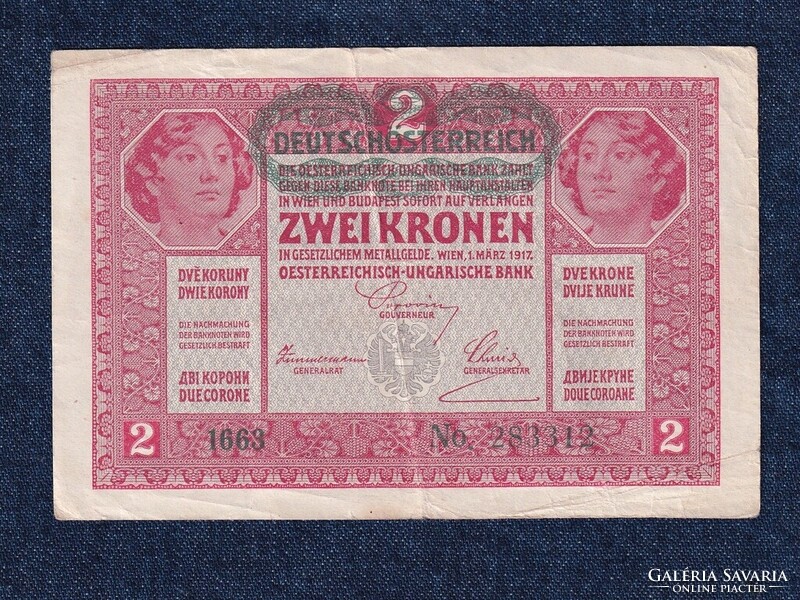 2
DEUTSCHÖSTERREICH
DIE OESTERREICHISCH-UNGARISCHE BANK ZAHLT
GEGEN DIESE BANKNOTE BEI IHREN HAUPTANSTALTEN
IN WIEN UND BUDAPEST SOFORT AUF VERLANGEN
ZWEI KRONEN
IN GESETZLICHEM METALLGELDE. WIEN, 1. MÄRZ 1917.
OESTERREICHISCH-UNGARISCHE BANK
DVĚ KORUNY
DWIE KORONY
DIE NACHMACHUNG
DER BANKNOTEN WIRD
GESETZLICH BESTRAFT
ДВІ КОРОНИ
DUE CORONE
GOUVERNEUR
Zimmermann
GENERALRAT
GENERALSEKRETÄR
DVE KRONE
DVIJE KRUNE
DIE NACHMACHUNG
DER BANKNOTEN WIRD
GESETZLICH BESTRAFT
ДВИЈЕ КРУНЕ
DOUE COROANE
2 1663 No. 283312 2
GALÉRIA SAVARIA
ONLINE PIACTÉR